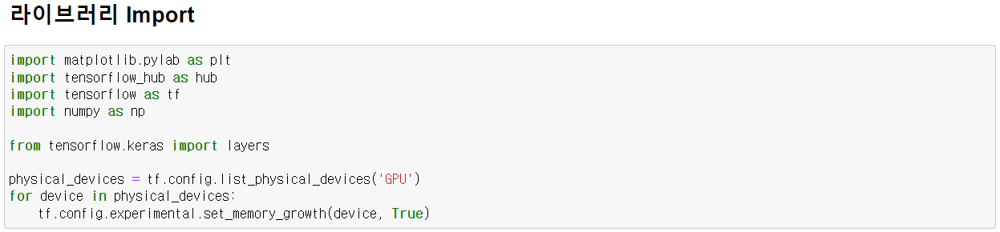 라이브러리 Import
import matplotlib.pylab as plt
import tensorflow_hub as hub
import tensorflow as tf
import numpy as np
from tensorflow.keras import layers
physical_devices = tf.config.list_physical_devices('GPU')
for device in physical_devices:
    tf.config.experimental.set_memory_growth(device, True)